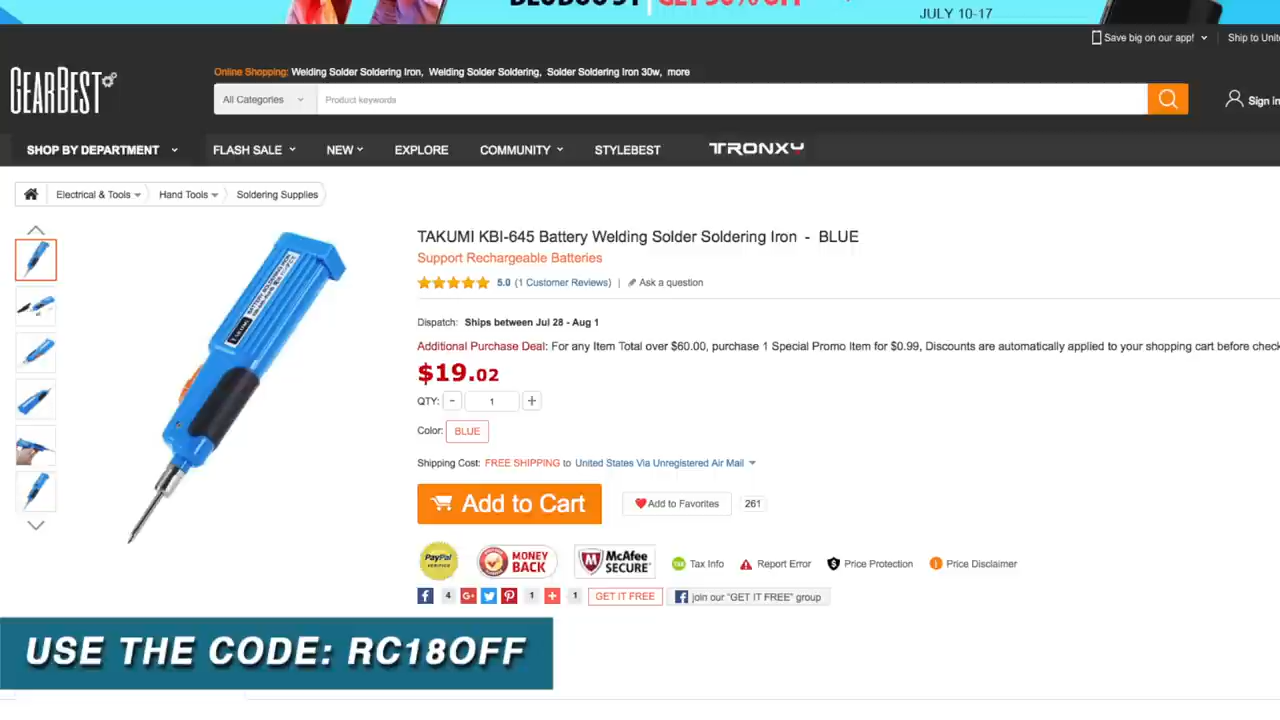 GET 50% OFF
JULY 10-17
Save big on our app!
Ship to Unit
GEARBEST
Online Shopping: Welding Solder Soldering Iron, Welding Solder Soldering, Solder Soldering Iron 30w, more
All Categories
Product keywords
Sign in
SHOP BY DEPARTMENT
FLASH SALE
NEW
EXPLORE
COMMUNITY
STYLEBEST
TRONXY
Electrical & Tools
Hand Tools
Soldering Supplies
TAKUMI KBI-645 Battery Welding Solder Soldering Iron - BLUE
Support Rechargeable Batteries
5.0 (1 Customer Reviews) | Ask a question
Dispatch: Ships between Jul 28 - Aug 1
Additional Purchase Deal: For any Item Total over $60.00, purchase 1 Special Promo Item for $0.99, Discounts are automatically applied to your shopping cart before check
$19.02
QTY: - 1 +
Color: BLUE
Shipping Cost: FREE SHIPPING to United States Via Unregistered Air Mail
Add to Cart
Add to Favorites
261
PayPal
VERIFIED
MONEY
BACK
McAfee
SECURE
TAX Tax Info
Report Error
$ Price Protection
Price Disclaimer
f 4 G+ 1 + 1
GET IT FREE
f join our "GET IT FREE" group
USE THE CODE: RC18OFF